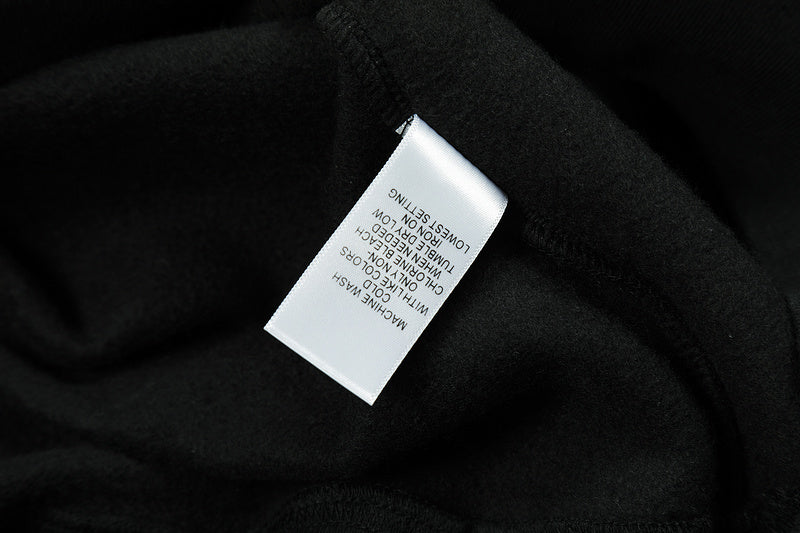 MACHINE WASH
COLD
WITH LIKE COLORS
ONLY NON-
CHLORINE BLEACH
WHEN NEEDED
TUMBLE DRY LOW
IRON ON
LOWEST SETTING